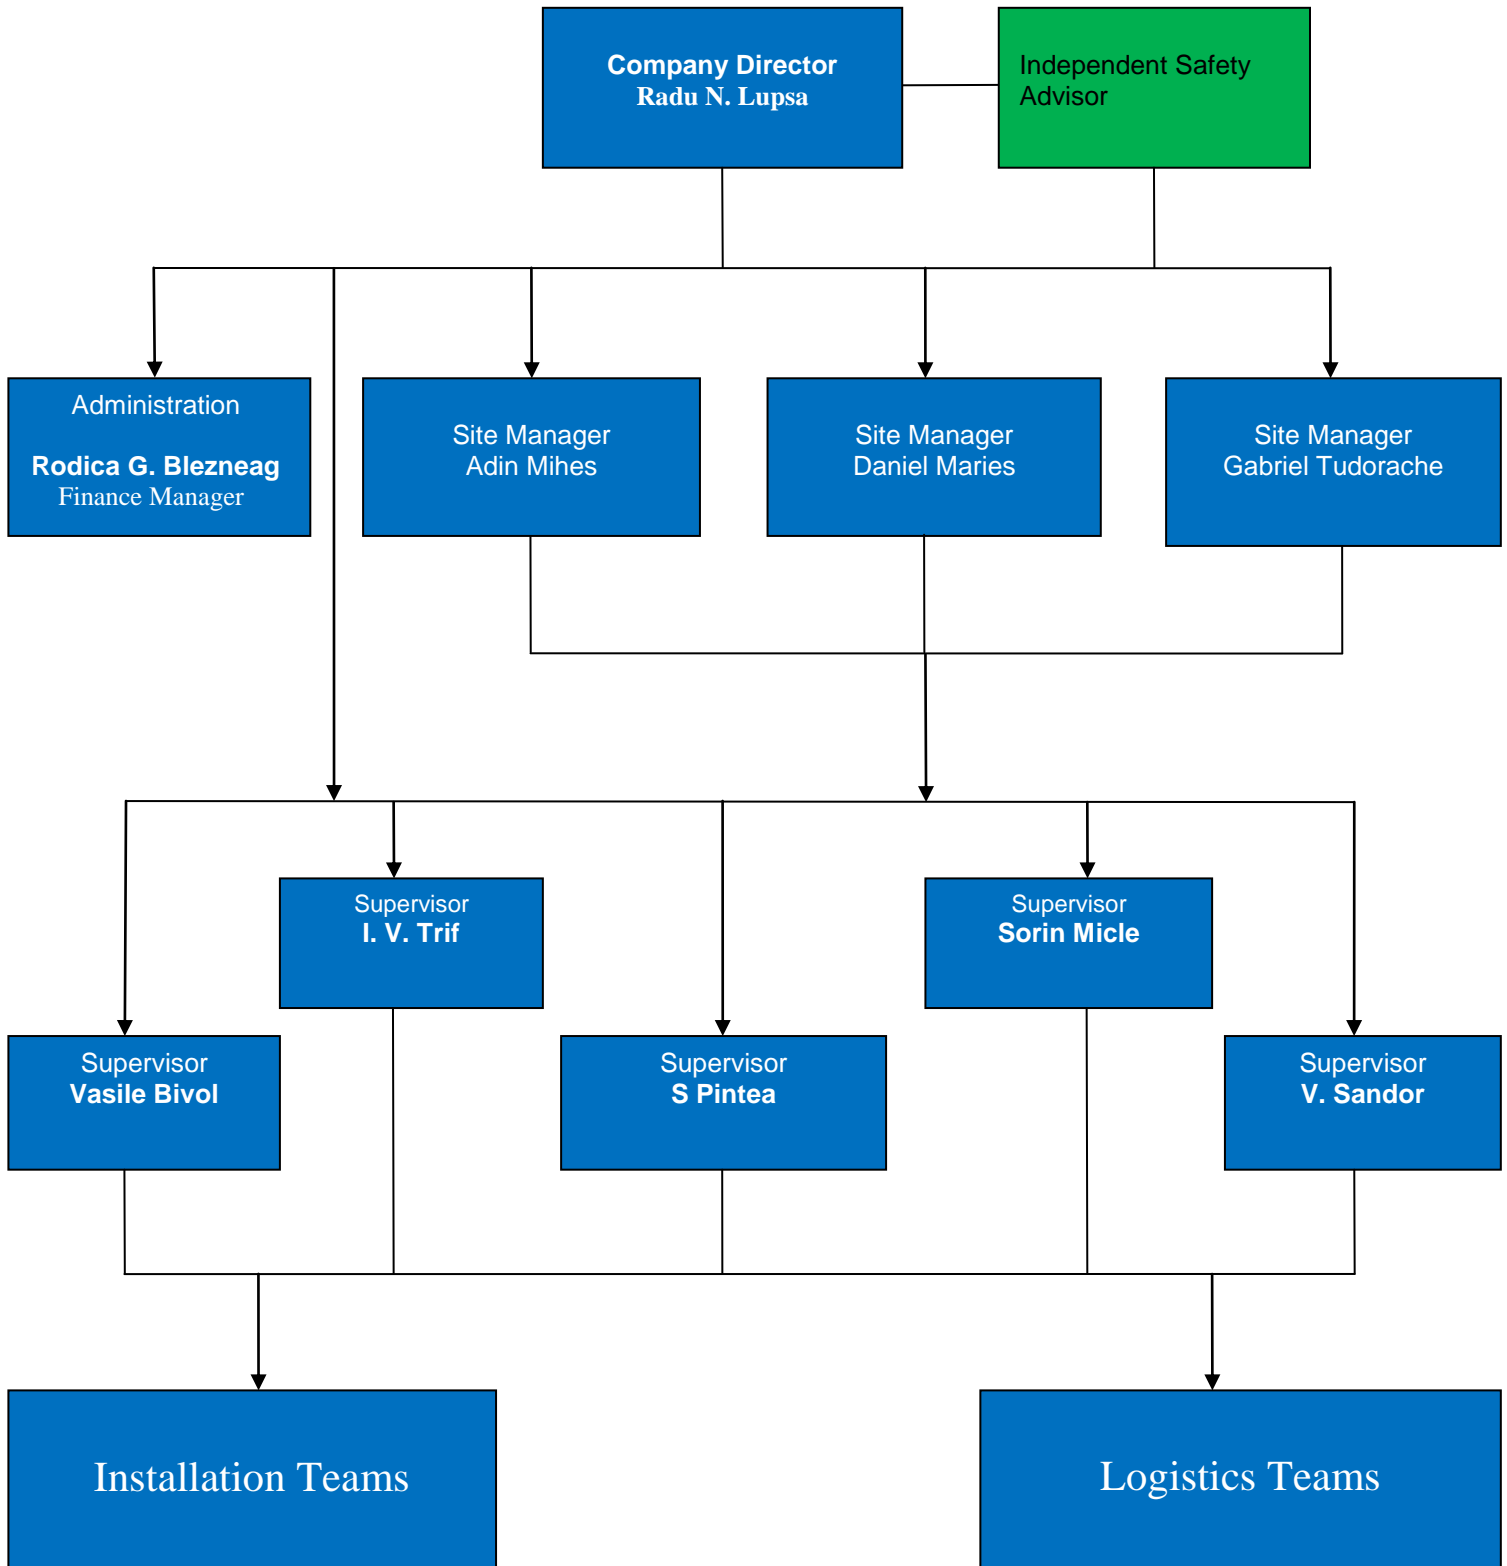 Company Director
Radu N. Lupsa
Independent Safety
Advisor
Administration
Rodica G. Blezneag
Finance Manager
Site Manager
Adin Mihes
Site Manager
Daniel Maries
Site Manager
Gabriel Tudorache
Supervisor
I. V. Trif
Supervisor
Sorin Micle
Supervisor
Vasile Bivol
Supervisor
S Pintea
Supervisor
V. Sandor
Installation Teams
Logistics Teams